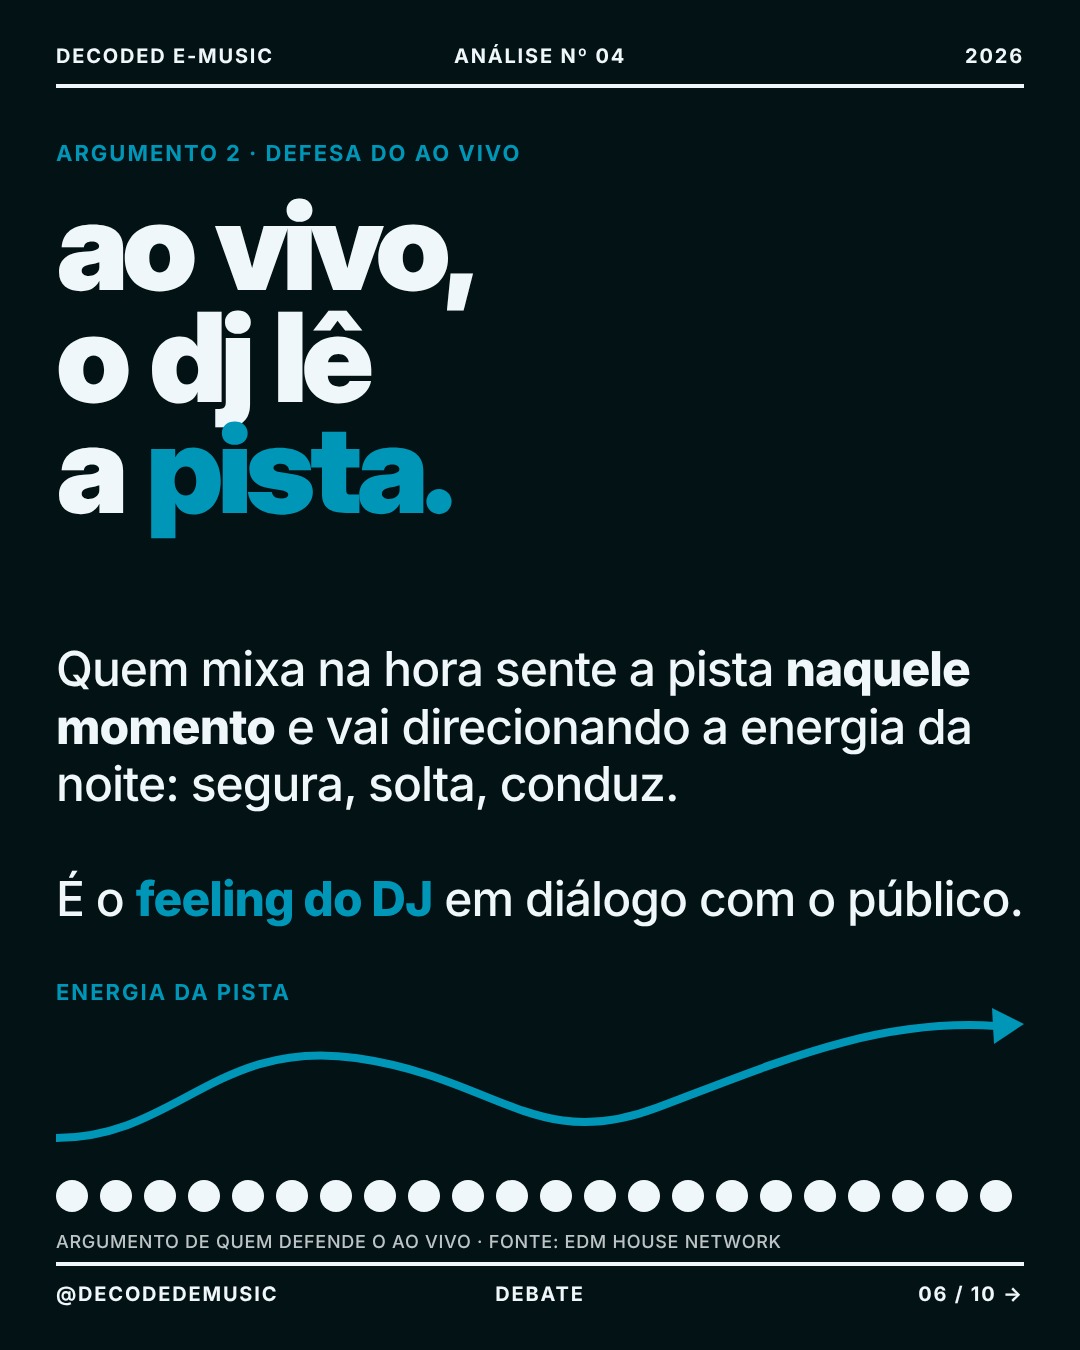 DECODED E-MUSIC
ANÁLISE Nº 04
2026
ARGUMENTO 2 · DEFESA DO AO VIVO
ao vivo,
o dj lê
a pista.
Quem mixa na hora sente a pista naquele
momento e vai direcionando a energia da
noite: segura, solta, conduz.
É o feeling do DJ em diálogo com o público.
ENERGIA DA PISTA
ARGUMENTO DE QUEM DEFENDE O AO VIVO · FONTE: EDM HOUSE NETWORK
@DECODEDEMUSIC
DEBATE
06 / 10 →